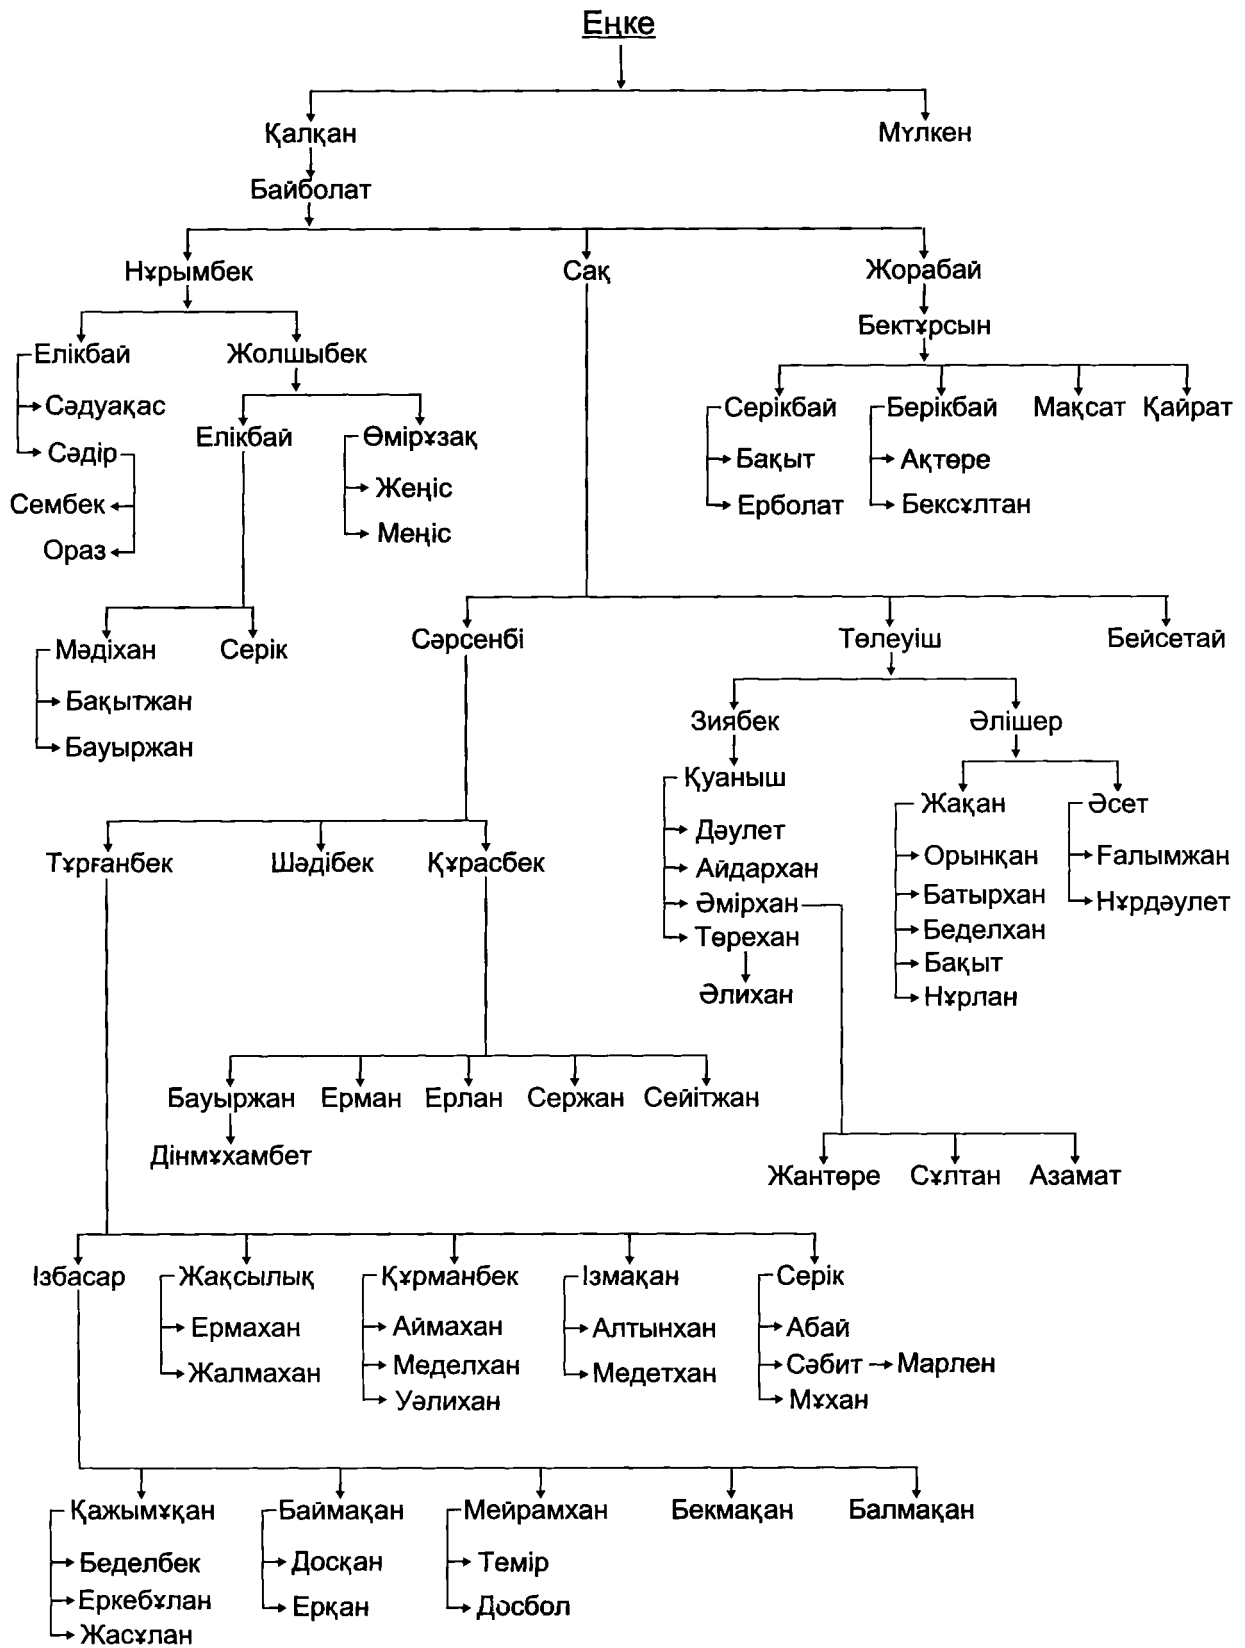 Еңке
Қалқан Мүлкен
Байболат
Нұрымбек Сақ Жорабай
Бектұрсын
Елікбай Жолшыбек
Серікбай Берікбай Мақсат Қайрат
Сәдуақас
Елікбай Өмірұзақ
Сәдір Бақыт Ақтөре
Жеңіс
Сембек Ерболат Бексұлтан
Меңіс
Ораз
Мәдіхан Серік Сәрсенбі Төлеуіш Бейсетай
Бақытжан
Зиябек Әлішер
Бауыржан
Қуаныш
Жақан Әсет
Дәулет
Тұрғанбек Шәдібек Құрасбек Айдархан Орынқан Ғалымжан
Батырхан Нұрдәулет
Әмірхан
Беделхан
Төрехан
Бақыт
Әлихан Нұрлан
Бауыржан Ерман Ерлан Сержан Сейітжан
Дінмұхамбет
Жантөре Сұлтан Азамат
Ізбасар Жақсылық Құрманбек Ізмақан Серік
Ермахан Аймахан Алтынхан Абай
Жалмахан Меделхан Медетхан Сәбит Марлен
Уәлихан Мұхан
Қажымұқан Баймақан Мейрамхан Бекмақан Балмақан
Беделбек Досқан Темір
Еркебұлан Ерқан Досбол
Жасұлан